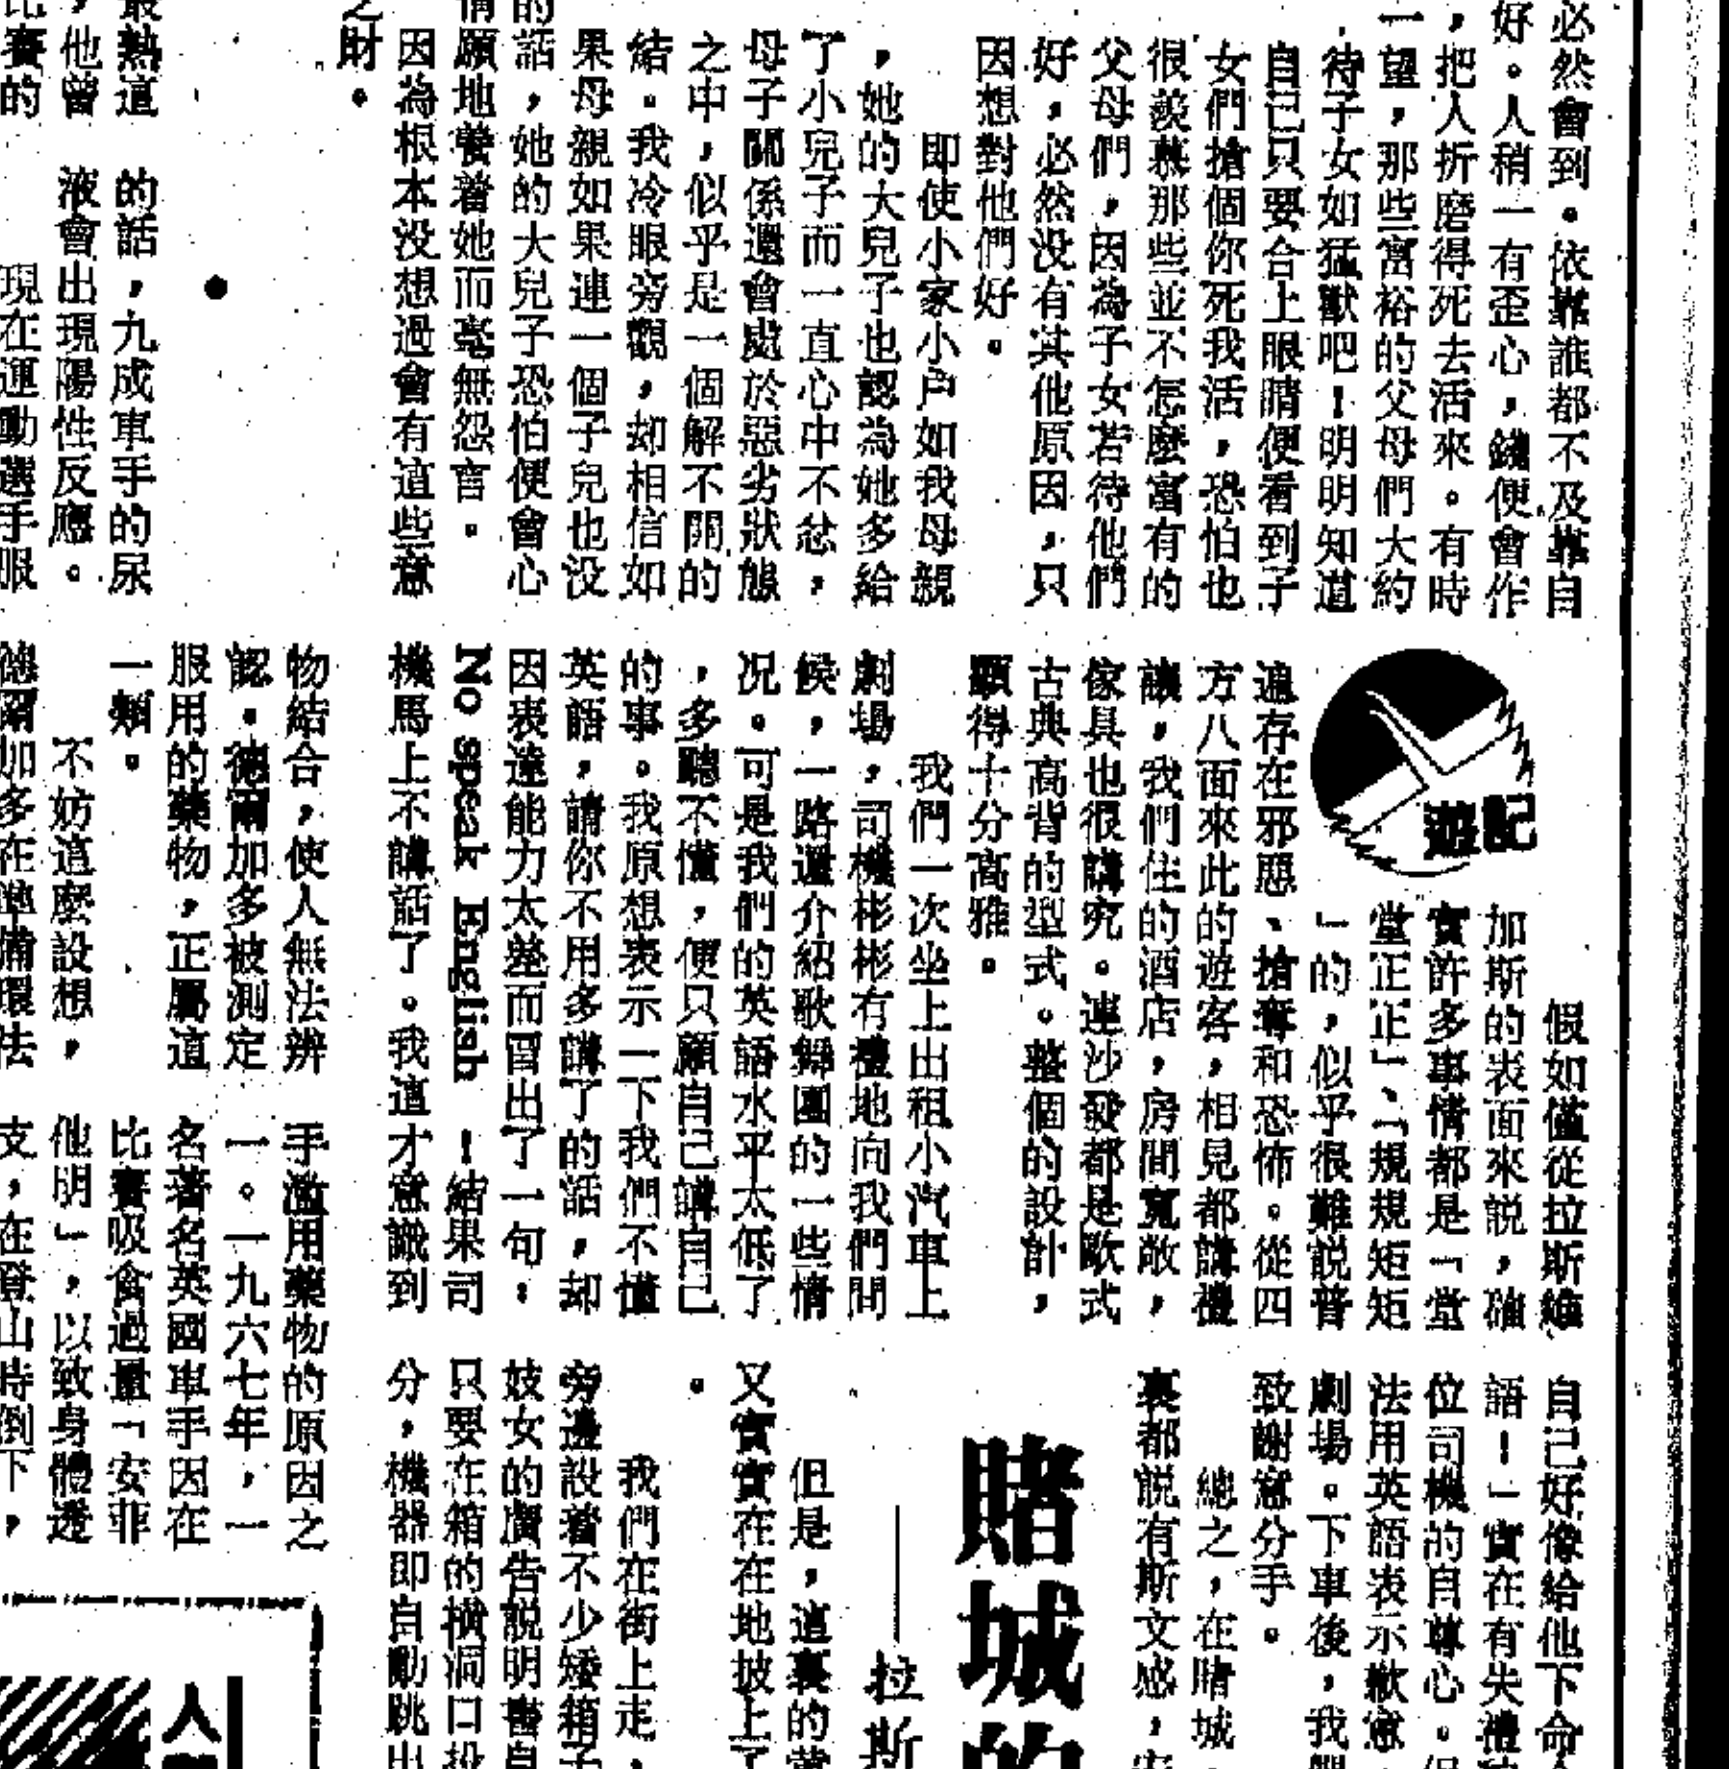 必然會到。依靠誰都不及靠自
好。人稍一有歪心，錢便會作
，把人折磨得死去活來。有時
一望，那些富裕的父母們大約
待子女如猛獸吧！明明知道
自己只要合上眼睛便看到子
女們搶個你死我活，恐怕也
很羨慕那些並不怎麼富有的
父母們，因為子女若待他們
好，必然没有其他原因，只
因想對他們好。
即使小家小户如我母親
，她的大兒子也認為她多給
了小兒子而一直心中不忿，
母子關係還會處於惡劣狀態
之中，似乎是一個解不開的
結。我冷眼旁觀，却相信如
果母親如果連一個子兒也没
的話，她的大兒子恐怕便會心
情願地養着她而毫無怨言。
因為根本没想過會有這些意
之財。
遊記
假如僅從拉斯維
加斯的表面來説，確
實許多事情都是「堂
堂正正」、「規規矩矩
」的，似乎很難説普
遍存在邪惡、搶奪和恐怖。從四
方八面來此的遊客，相見都講禮
讓，我們住的酒店，房間寬敞，
傢具也很講究。連沙發都是歐式
古典高背的型式。整個的設計，
顯得十分高雅。
我們一次坐上出租小汽車上
劇場，司機彬彬有禮地向我們問
候，一路還介紹歌舞團的一些情
况。可是我們的英語水平太低了
，多聽不懂，便只顧自己講自己
的事。我原想表示一下我們不懂
英語，請你不用多講了的話，却
因表達能力太差而冒出了一句：
No speak English！結果司
機馬上不講話了。我這才意識到
自己好像給他下命
語！」實在有失禮
位司機的自尊心。
法用英語表示歉意
劇場。下車後，我們
致謝意分手。
總之，在賭城，
裏都説有斯文感，
賭城的
——拉斯
但是，這裏的黃
又實實在在地披上了
。
我們在街上走，
旁邊設着不少矮箱子
妓女的廣告説明書自
只要在箱的橫洞口投
分，機器即自動跳出
最熱這
，他曾
比賽的
的話，九成車手的尿
液會出現陽性反應。
現在運動選手服
物結合，使人無法辨
認。德爾加多被測定
服用的藥物，正屬這
一類。
不妨這麼設想，
德爾加多在準備環法
手濫用藥物的原因之
一。一九六七年，一
名著名英國車手因在
比賽吸食過量「安非
他明」，以致身體透
支，在登山時倒下，